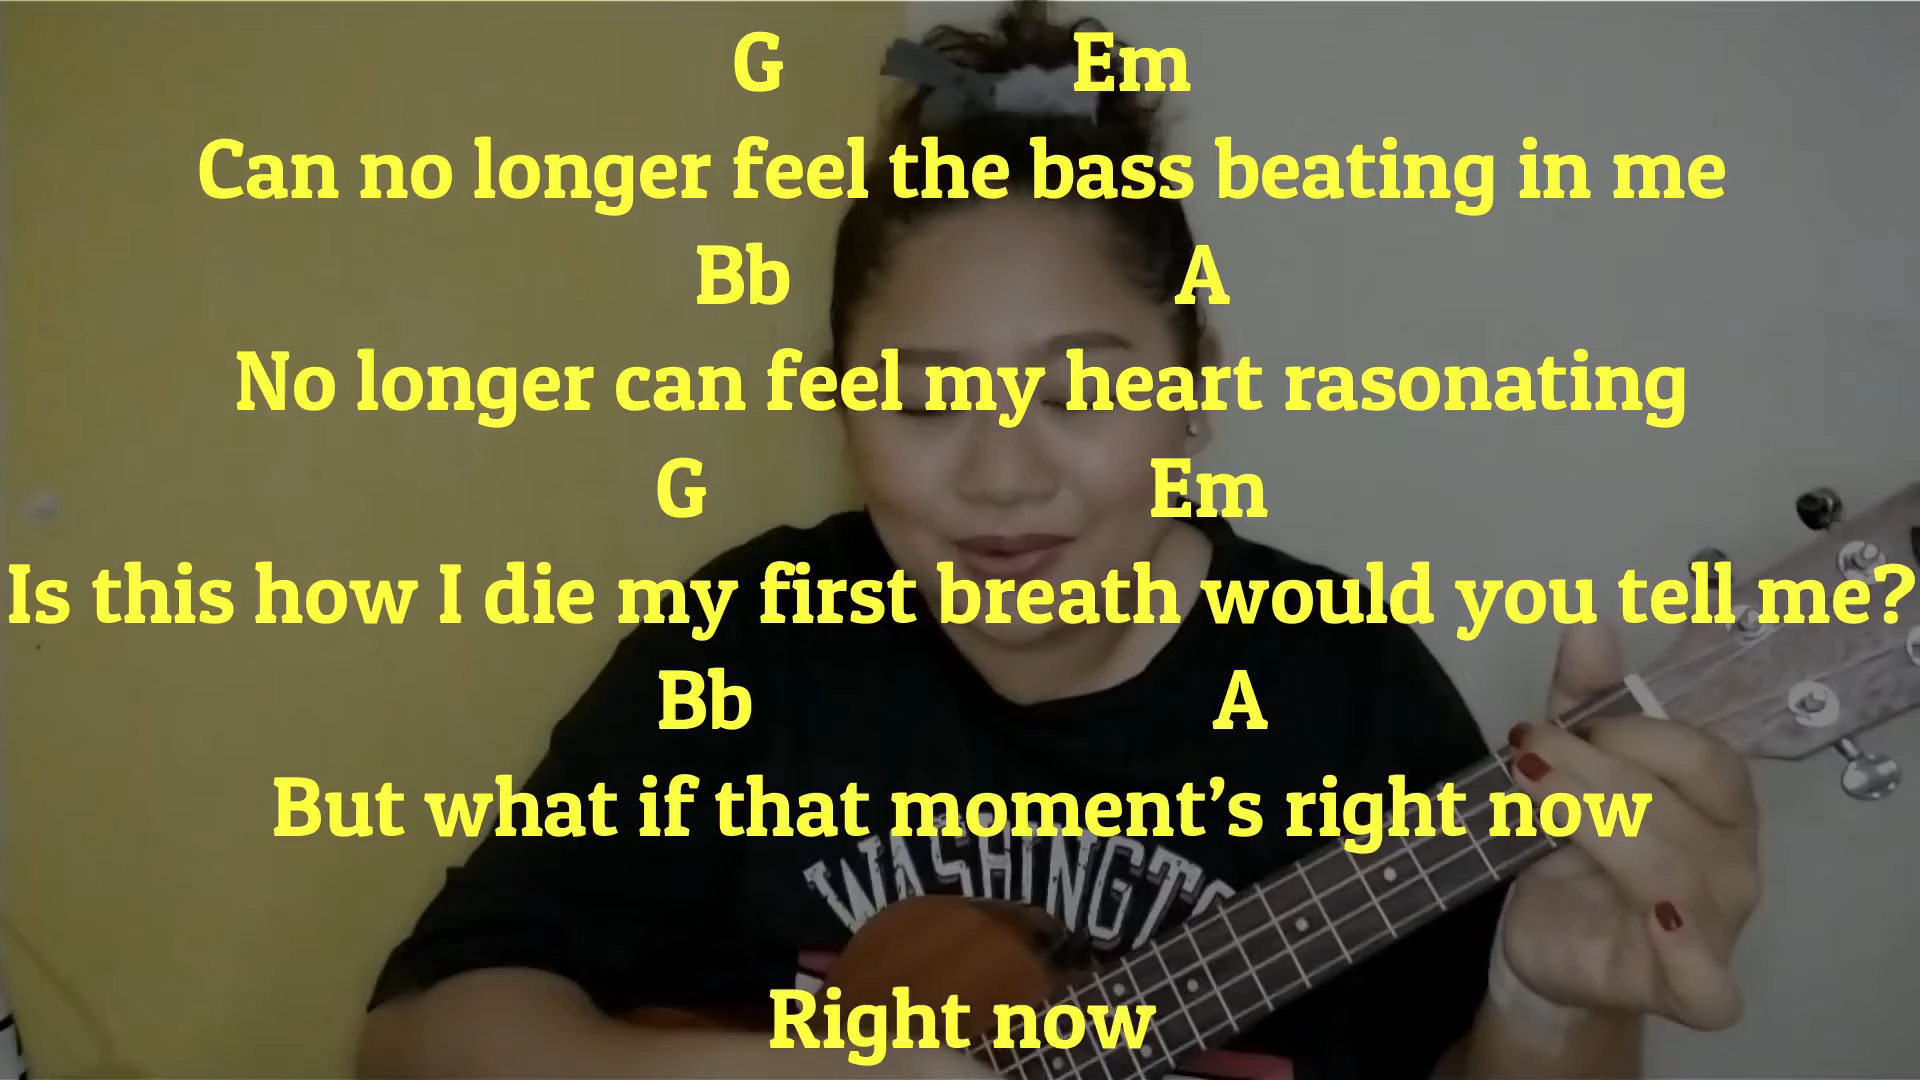 G Em
Can no longer feel the bass beating in me
Bb A
No longer can feel my heart rasonating
G Em
Is this how I die my first breath would you tell me?
Bb A
But what if that moment's right now
WASHINGT
Right now